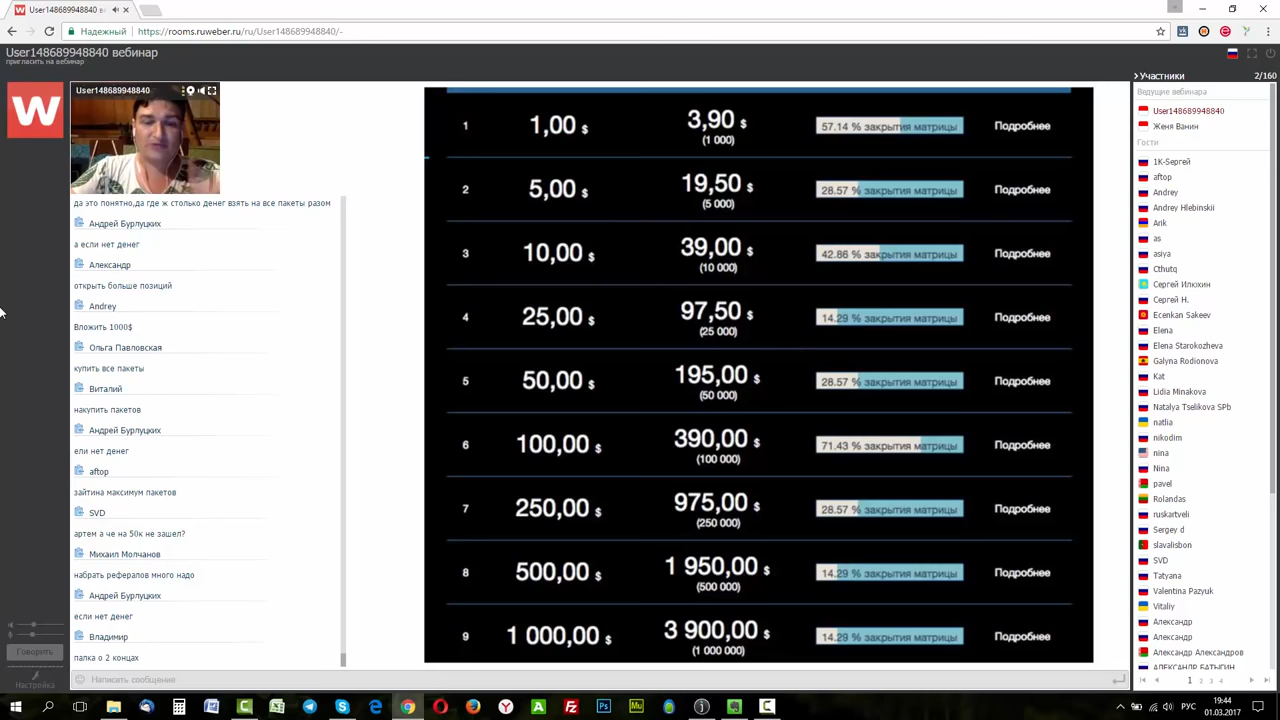 User148689948840 в
Надежный
https://rooms.ruweber.ru/ru/User148689948840/-
User148689948840 вебинар
пригласить на вебинар
W
User148689948840
да это понятно,да где ж столько денег взять на все пакеты разом
Андрей Бурлуцких
а если нет денег
Александр
открыть больше позиций
Andrey
Вложить 1000$
Ольга Павловская
купить все пакеты
Виталий
накупить пакетов
Андрей Бурлуцких
ели нет денег
aftop
зайтина максимум пакетов
SVD
артем а че на 50к не зашел?
Михаил Молчанов
набрать рефералов много надо
Андрей Бурлуцких
если нет денег
Владимир
палка о 2 концах
Говорить
Настройка
Написать сообщение
1 1,00 $ 3,90 $ 57.14 % закрытия матрицы Подробнее
(1 000)
2 5,00 $ 19,50 $ 28.57 % закрытия матрицы Подробнее
(5 000)
3 10,00 $ 39,00 $ 42.86 % закрытия матрицы Подробнее
(10 000)
4 25,00 $ 97,50 $ 14.29 % закрытия матрицы Подробнее
(25 000)
5 50,00 $ 195,00 $ 28.57 % закрытия матрицы Подробнее
(50 000)
6 100,00 $ 390,00 $ 71.43 % закрытия матрицы Подробнее
(100 000)
7 250,00 $ 975,00 $ 28.57 % закрытия матрицы Подробнее
(250 000)
8 500,00 $ 1 950,00 $ 14.29 % закрытия матрицы Подробнее
(500 000)
9 1 000,00 $ 3 900,00 $ 14.29 % закрытия матрицы Подробнее
(1 000 000)
Участники 2/160
Ведущие вебинара
User148689948840
Женя Ванин
Гости
1К-Sергей
aftop
Andrey
Andrey Hlebinskii
Arik
as
asiya
Cthutq
Cергей Илюхин
Cергей Н.
Ecenkan Sakeev
Elena
Elena Starokozheva
Galyna Rodionova
Kat
Lidia Minakova
Natalya Tselikova SPb
natlia
nikodim
nina
Nina
pavel
Rolandas
ruskartveli
Sergey d
slavalisbon
SVD
Tatyana
Valentina Pazyuk
Vitaliy
Александр
Александр
Александр Александров
АЛЕКСАНДР БАТЫГИН
1 2 3 4
РУС
19:44
01.03.2017